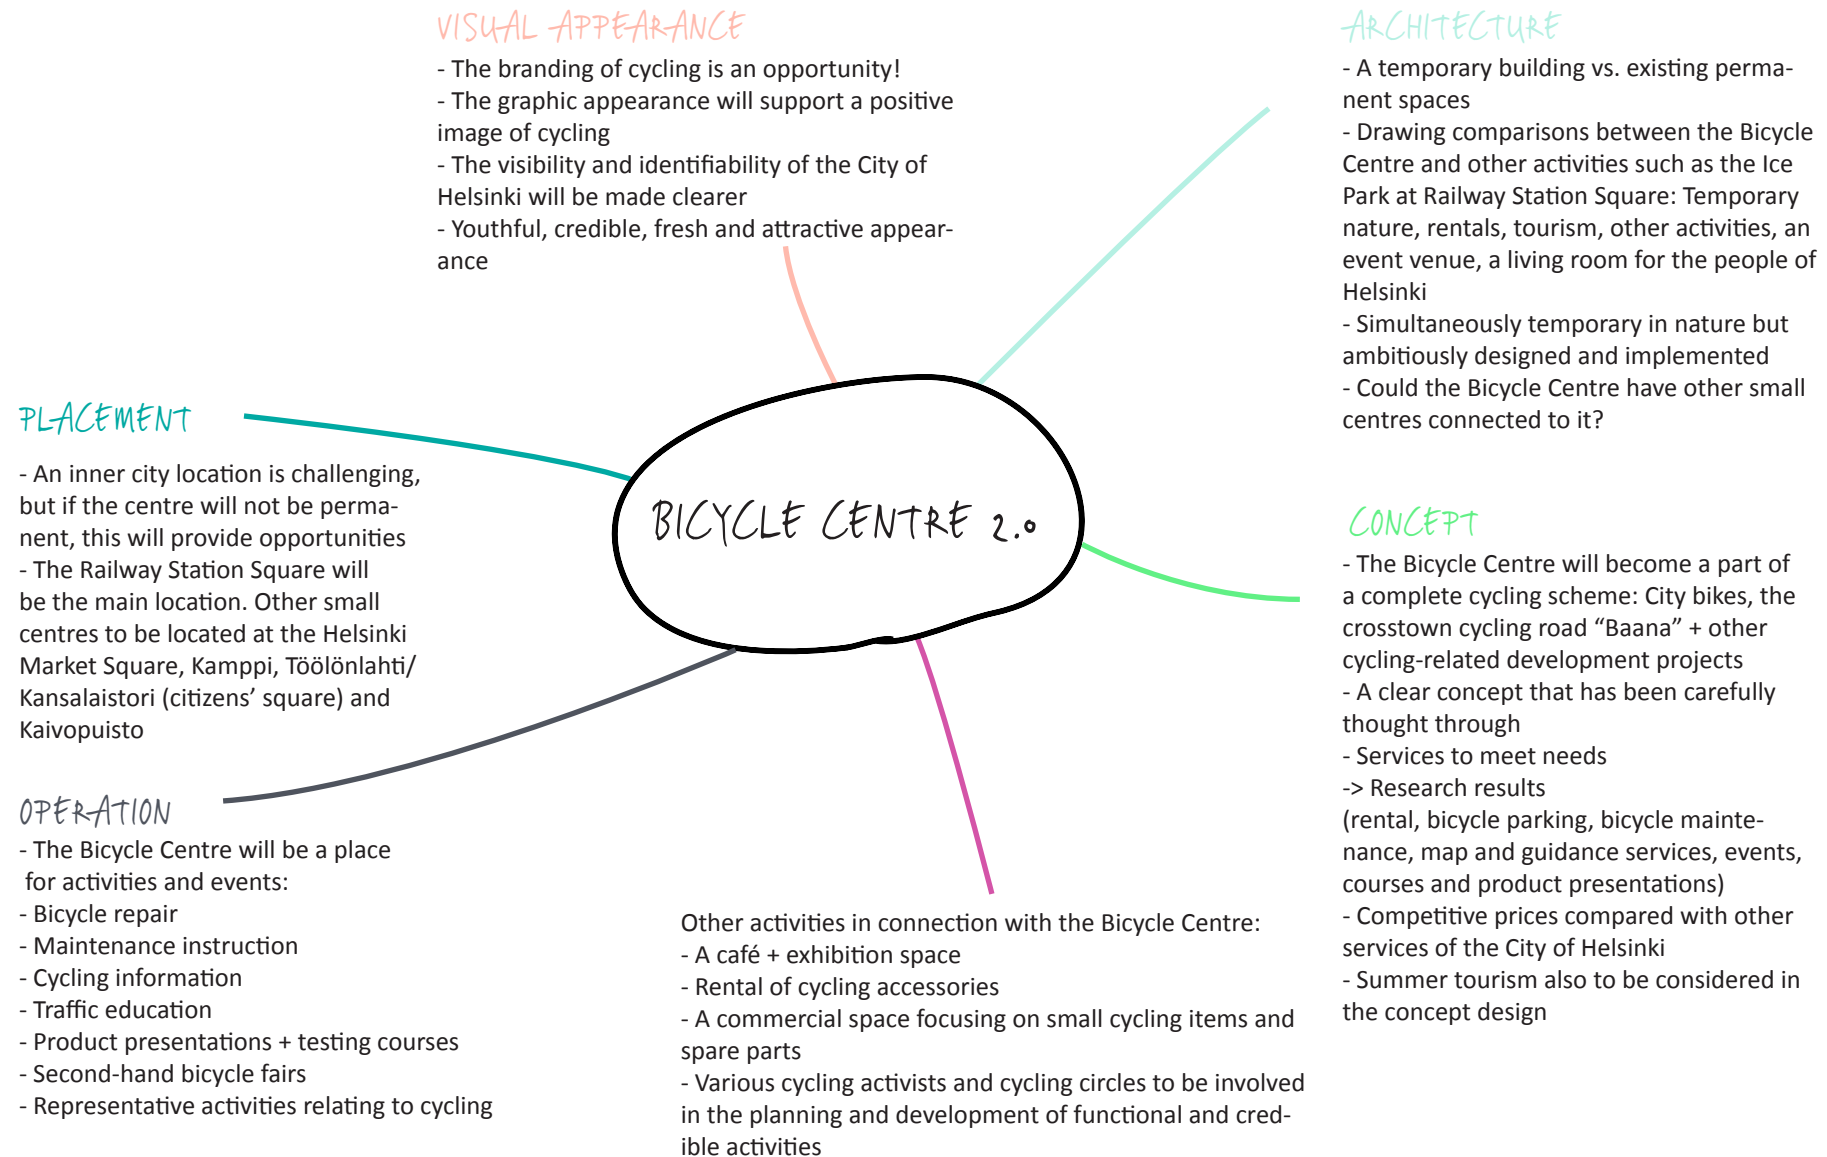 VISUAL APPEARANCE
- The branding of cycling is an opportunity!
- The graphic appearance will support a positive
image of cycling
- The visibility and identifiability of the City of
Helsinki will be made clearer
- Youthful, credible, fresh and attractive appear-
ance
ARCHITECTURE
- A temporary building vs. existing perma-
nent spaces
- Drawing comparisons between the Bicycle
Centre and other activities such as the Ice
Park at Railway Station Square: Temporary
nature, rentals, tourism, other activities, an
event venue, a living room for the people of
Helsinki
- Simultaneously temporary in nature but
ambitiously designed and implemented
- Could the Bicycle Centre have other small
centres connected to it?
PLACEMENT
- An inner city location is challenging,
but if the centre will not be perma-
nent, this will provide opportunities
- The Railway Station Square will
be the main location. Other small
centres to be located at the Helsinki
Market Square, Kamppi, Töölönlahti/
Kansalaistori (citizens’ square) and
Kaivopuisto
BICYCLE CENTRE 2.0
CONCEPT
- The Bicycle Centre will become a part of
a complete cycling scheme: City bikes, the
crosstown cycling road “Baana” + other
cycling-related development projects
- A clear concept that has been carefully
thought through
- Services to meet needs
-> Research results
(rental, bicycle parking, bicycle mainte-
nance, map and guidance services, events,
courses and product presentations)
- Competitive prices compared with other
services of the City of Helsinki
- Summer tourism also to be considered in
the concept design
OPERATION
- The Bicycle Centre will be a place
for activities and events:
- Bicycle repair
- Maintenance instruction
- Cycling information
- Traffic education
- Product presentations + testing courses
- Second-hand bicycle fairs
- Representative activities relating to cycling
Other activities in connection with the Bicycle Centre:
- A café + exhibition space
- Rental of cycling accessories
- A commercial space focusing on small cycling items and
spare parts
- Various cycling activists and cycling circles to be involved
in the planning and development of functional and cred-
ible activities